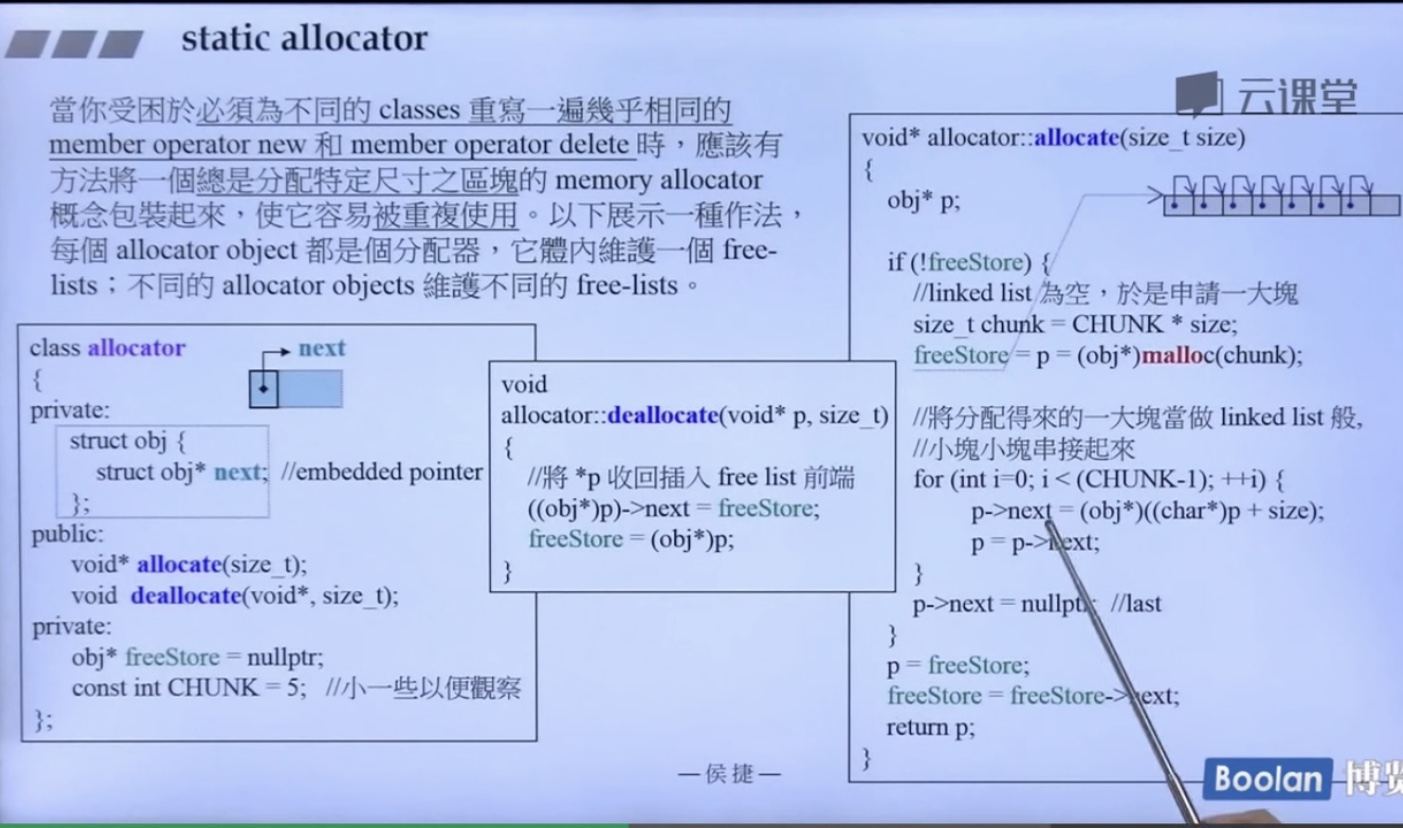 static allocator
云课堂
當你受困於必須為不同的 classes 重寫一遍幾乎相同的
member operator new 和 member operator delete 時，應該有
方法將一個總是分配特定尺寸之區塊的 memory allocator
概念包裝起來，使它容易被重複使用。以下展示一種作法，
每個 allocator object 都是個分配器，它體內維護一個 free-
lists；不同的 allocator objects 維護不同的 free-lists。
class allocator
next
{
private:
struct obj {
struct obj* next; //embedded pointer
};
public:
void* allocate(size_t);
void deallocate(void*, size_t);
private:
obj* freeStore = nullptr;
const int CHUNK = 5; //小一些以便觀察
};
void
allocator::deallocate(void* p, size_t)
{
//將 *p 收回插入 free list 前端
((obj*)p)->next = freeStore;
freeStore = (obj*)p;
}
void* allocator::allocate(size_t size)
{
obj* p;
if (!freeStore) {
//linked list 為空，於是申請一大塊
size_t chunk = CHUNK * size;
freeStore = p = (obj*)malloc(chunk);
//將分配得來的一大塊當做 linked list 般,
//小塊小塊串接起來
for (int i=0; i < (CHUNK-1); ++i) {
p->next = (obj*)((char*)p + size);
p = p->next;
}
p->next = nullptr; //last
}
p = freeStore;
freeStore = freeStore->next;
return p;
}
—侯捷—
Boolan 博览